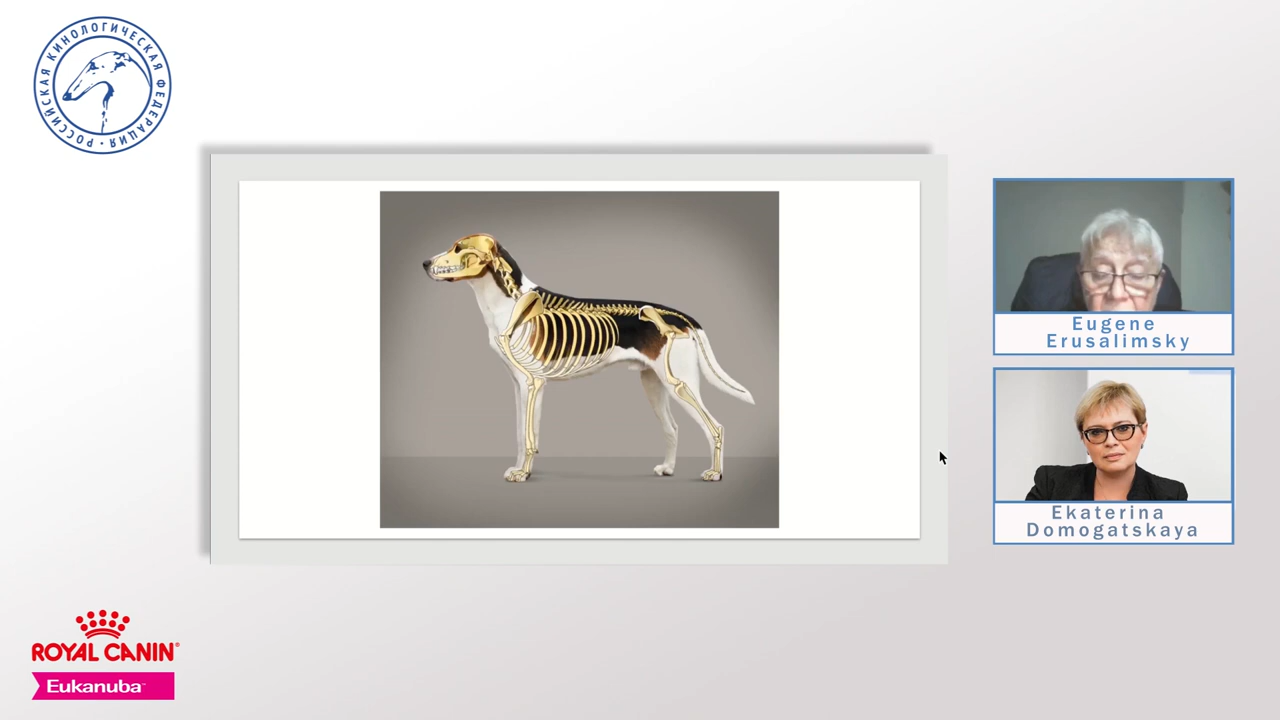 РОССИЙСКАЯ КИНОЛОГИЧЕСКАЯ ФЕДЕРАЦИЯ
Eugene
Erusalimsky
Ekaterina
Domogatskaya
ROYAL CANIN
Eukanuba